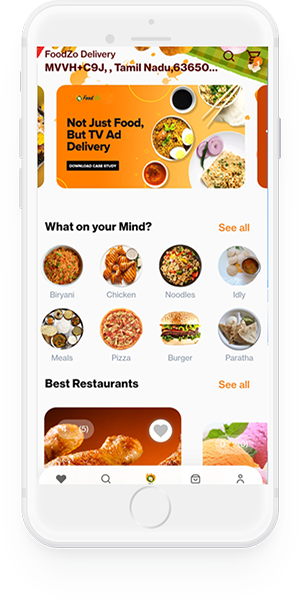 FoodZo Delivery
MVVH+C9J, , Tamil Nadu,63650...
Food
Not Just Food,
But TV Ad
Delivery
DOWNLOAD CASE STUDY
What on your Mind?
See all
Biryani
Chicken
Noodles
Idly
Meals
Pizza
Burger
Paratha
Best Restaurants
See all
(5)